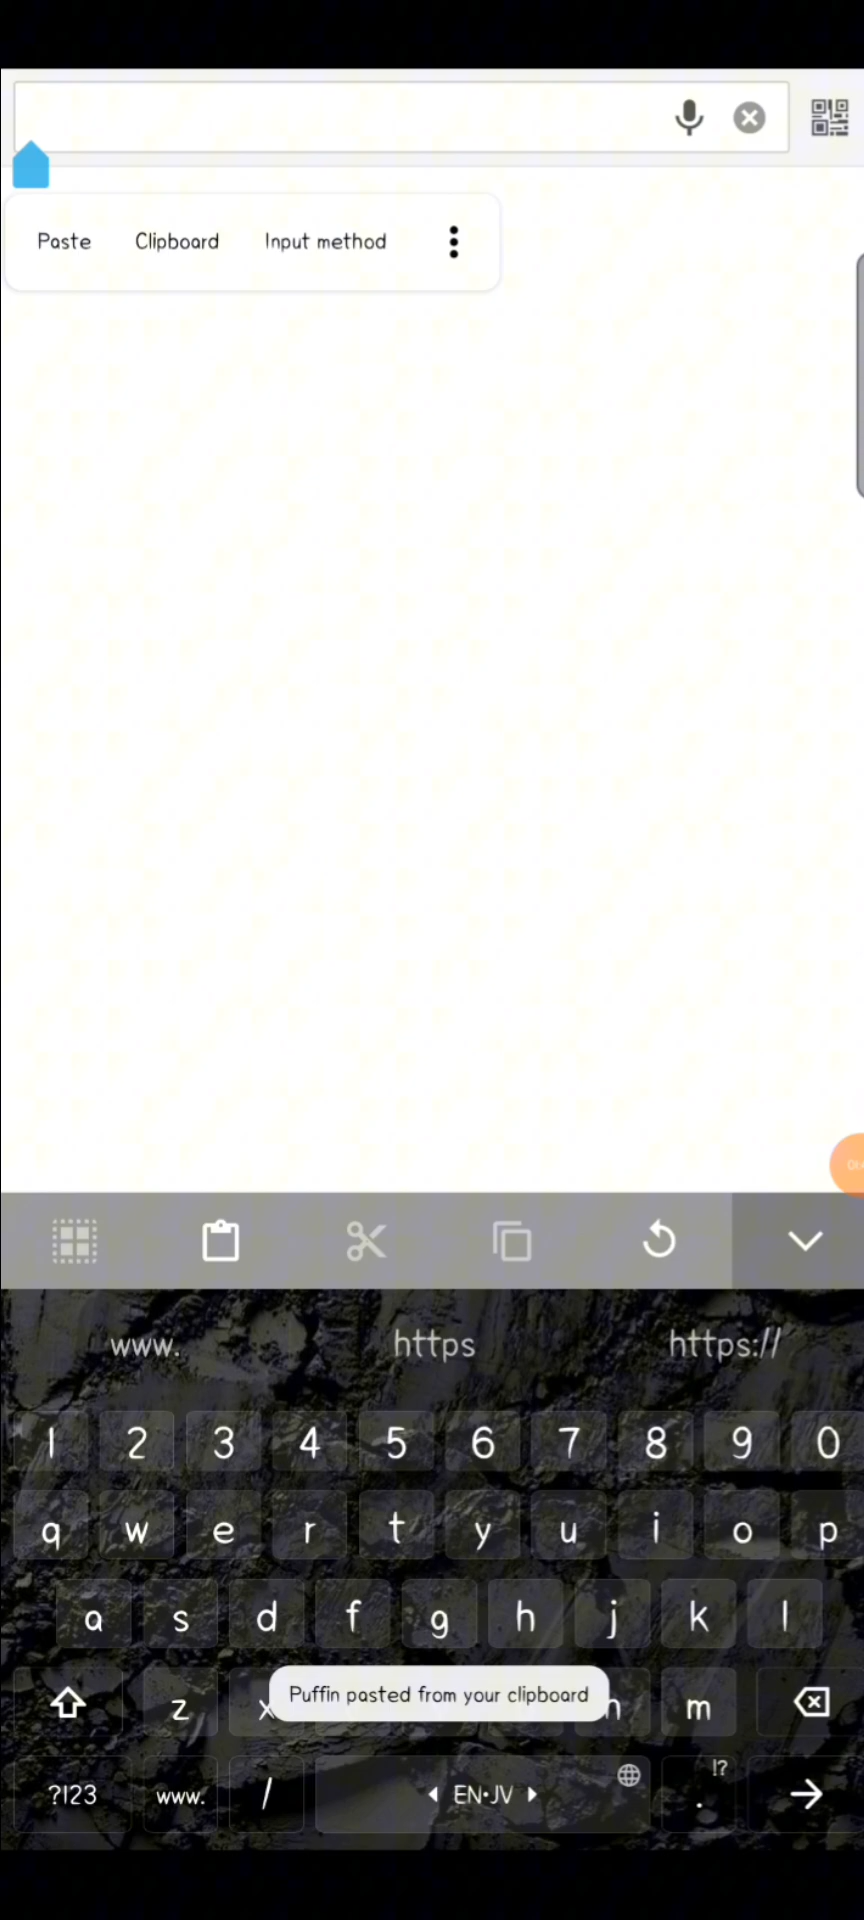 Paste Clipboard Input method
www. https https://
1 2 3 4 5 6 7 8 9 0
q w e r t y u i o p
a s d f g h j k l
z x m
Puffin pasted from your clipboard
!?
?123 www. / EN•JV .